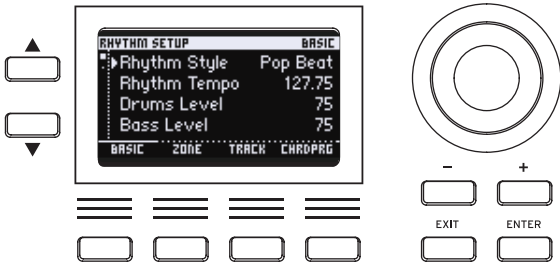 RHYTHM SETUP BASIC
Rhythm Style Pop Beat
Rhythm Tempo 127.75
Drums Level 75
Bass Level 75
BASIC ZONE TRACK CHRDPRG
- +
EXIT ENTER